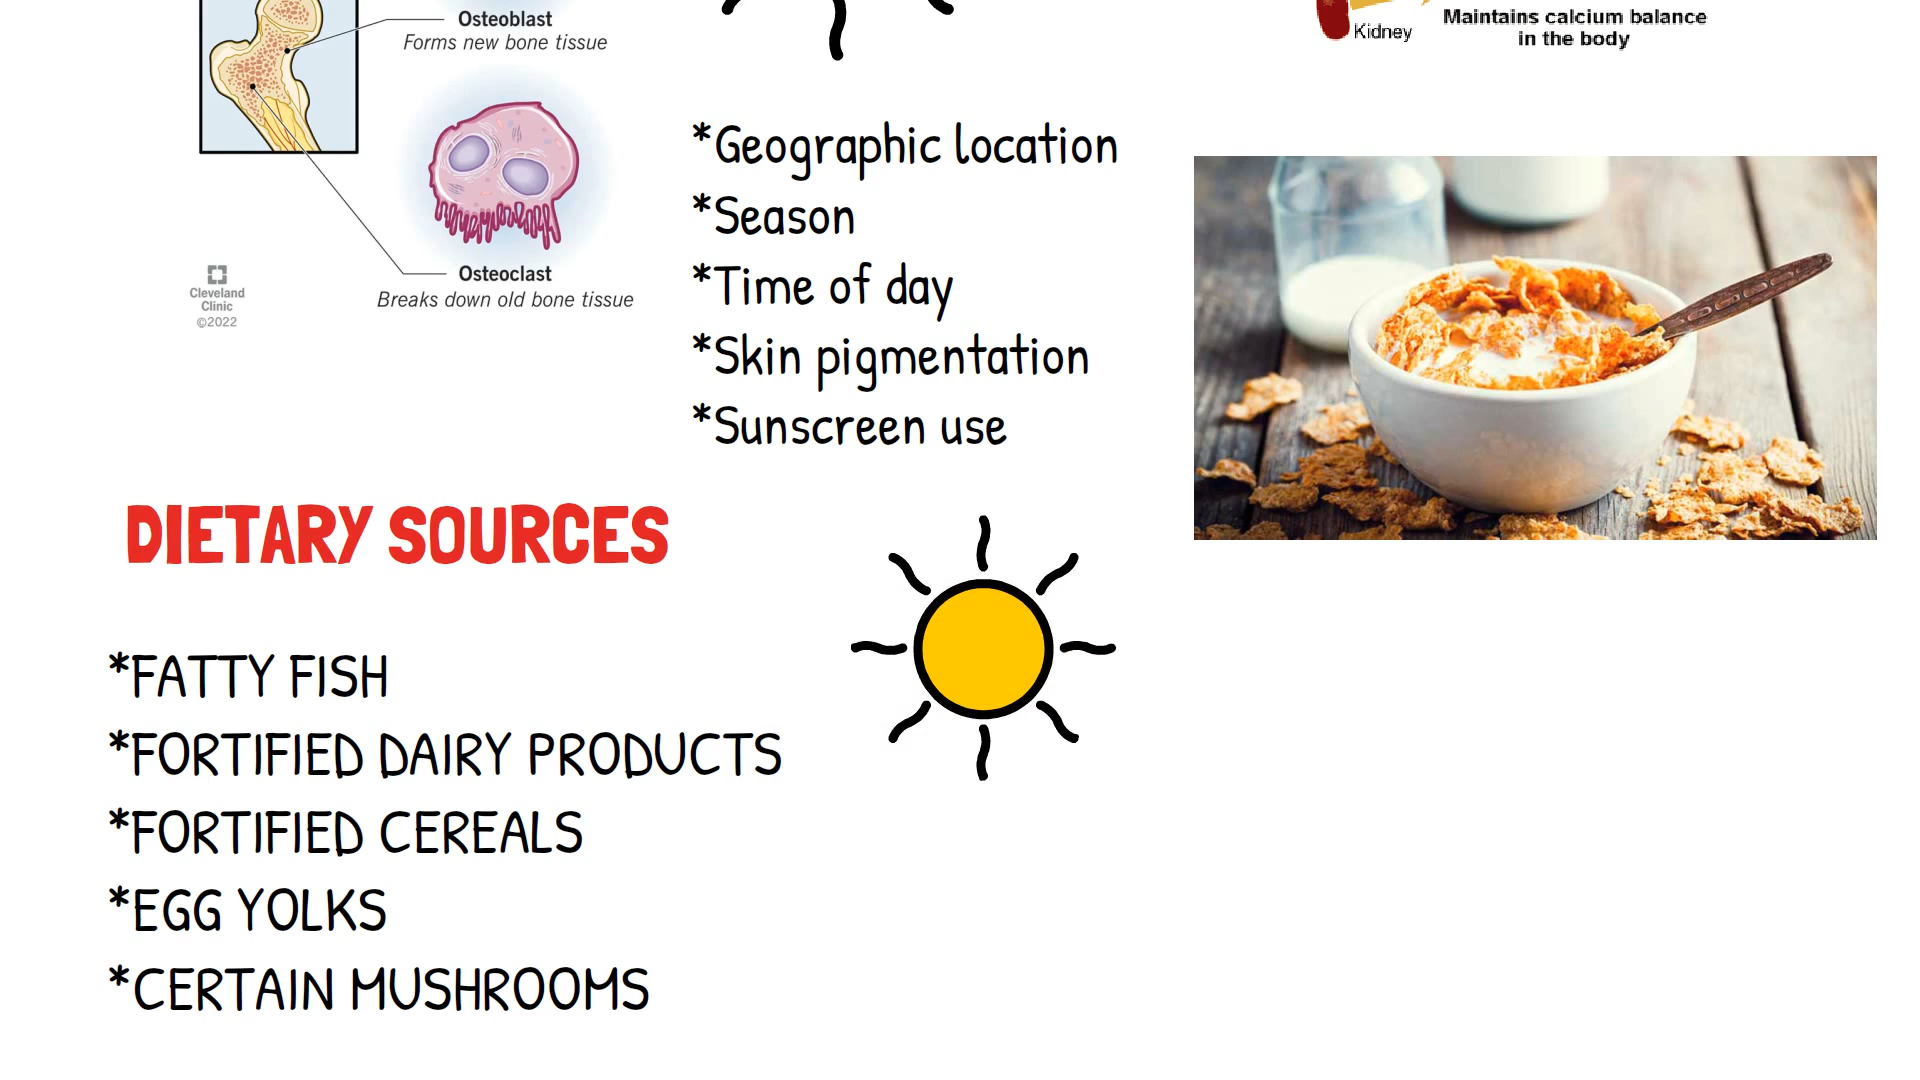 Osteoblast
Forms new bone tissue
Osteoclast
Breaks down old bone tissue
Cleveland
Clinic
©2022
Kidney
Maintains calcium balance
in the body
*Geographic location
*Season
*Time of day
*Skin pigmentation
*Sunscreen use
DIETARY SOURCES
*FATTY FISH
*FORTIFIED DAIRY PRODUCTS
*FORTIFIED CEREALS
*EGG YOLKS
*CERTAIN MUSHROOMS